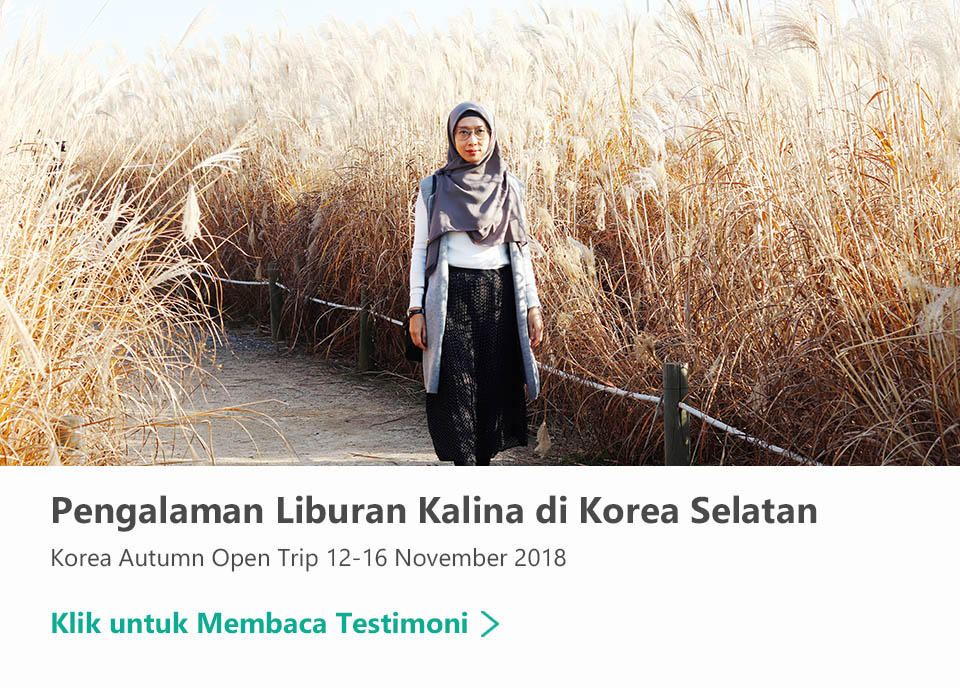 Pengalaman Liburan Kalina di Korea Selatan
Korea Autumn Open Trip 12-16 November 2018
Klik untuk Membaca Testimoni